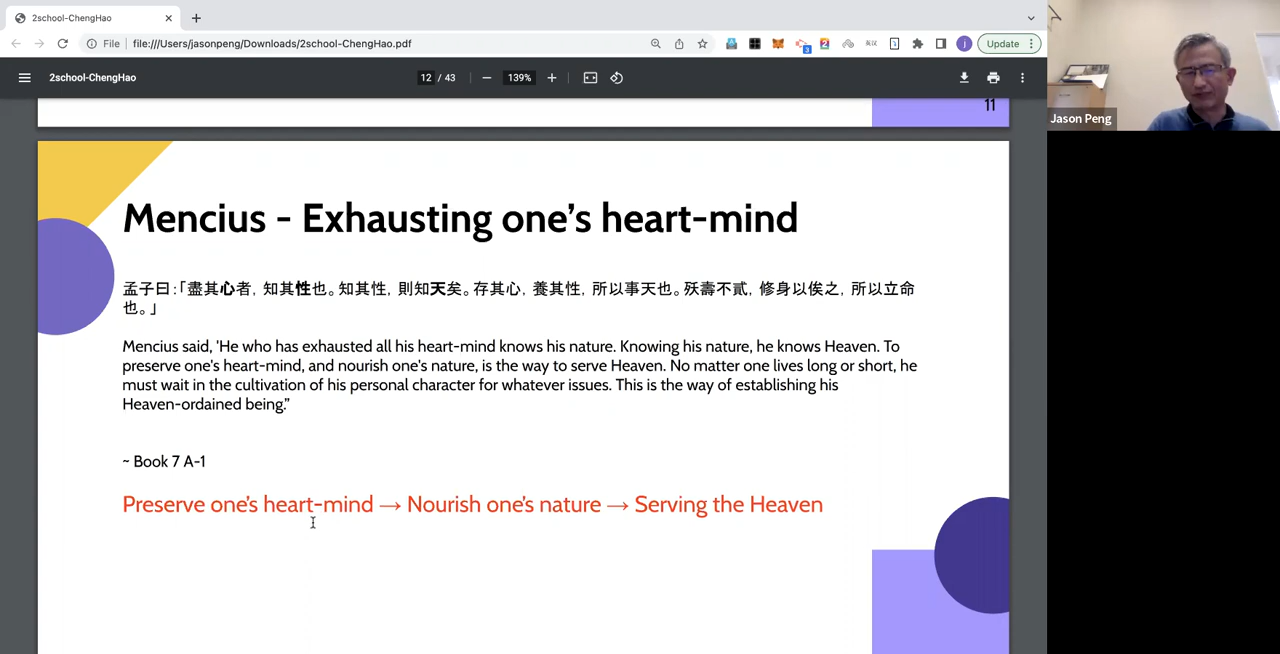 2school-ChengHao
File
file:///Users/jasonpeng/Downloads/2school-ChengHao.pdf
3
2
j
Update
2school-ChengHao
12 / 43
139%
11
Jason Peng
Mencius - Exhausting one's heart-mind
孟子曰：「盡其心者，知其性也。知其性，則知天矣。存其心，養其性，所以事天也。殀壽不貳，修身以俟之，所以立命
也。」
Mencius said, 'He who has exhausted all his heart-mind knows his nature. Knowing his nature, he knows Heaven. To
preserve one's heart-mind, and nourish one's nature, is the way to serve Heaven. No matter one lives long or short, he
must wait in the cultivation of his personal character for whatever issues. This is the way of establishing his
Heaven-ordained being.”
~ Book 7 A-1
Preserve one's heart-mind → Nourish one's nature → Serving the Heaven